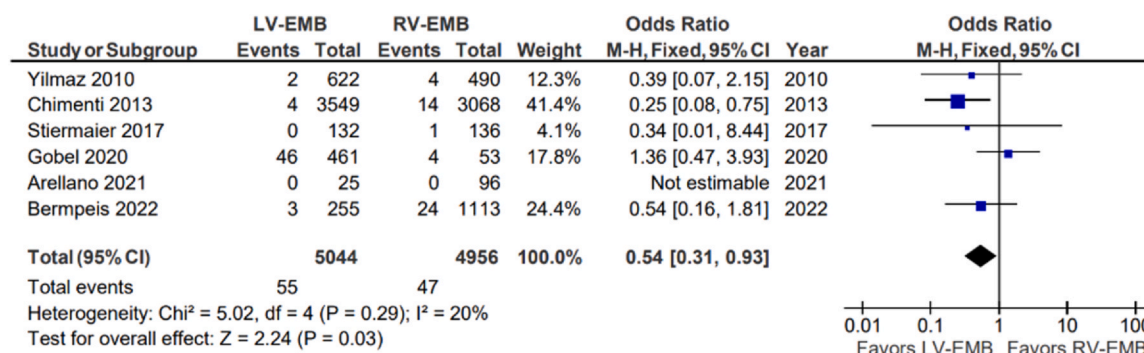 LV-EMB RV-EMB Odds Ratio Odds Ratio
Study or Subgroup Events Total Events Total Weight M-H, Fixed, 95% CI Year M-H, Fixed, 95% CI
Yilmaz 2010 2 622 4 490 12.3% 0.39 [0.07, 2.15] 2010
Chimenti 2013 4 3549 14 3068 41.4% 0.25 [0.08, 0.75] 2013
Stiermaier 2017 0 132 1 136 4.1% 0.34 [0.01, 8.44] 2017
Gobel 2020 46 461 4 53 17.8% 1.36 [0.47, 3.93] 2020
Arellano 2021 0 25 0 96 Not estimable 2021
Bermpeis 2022 3 255 24 1113 24.4% 0.54 [0.16, 1.81] 2022
Total (95% CI) 5044 4956 100.0% 0.54 [0.31, 0.93]
Total events 55 47
Heterogeneity: Chi² = 5.02, df = 4 (P = 0.29); I² = 20%
Test for overall effect: Z = 2.24 (P = 0.03)
0.01 0.1 1 10 100
Favors LV-EMB Favors RV-EMB